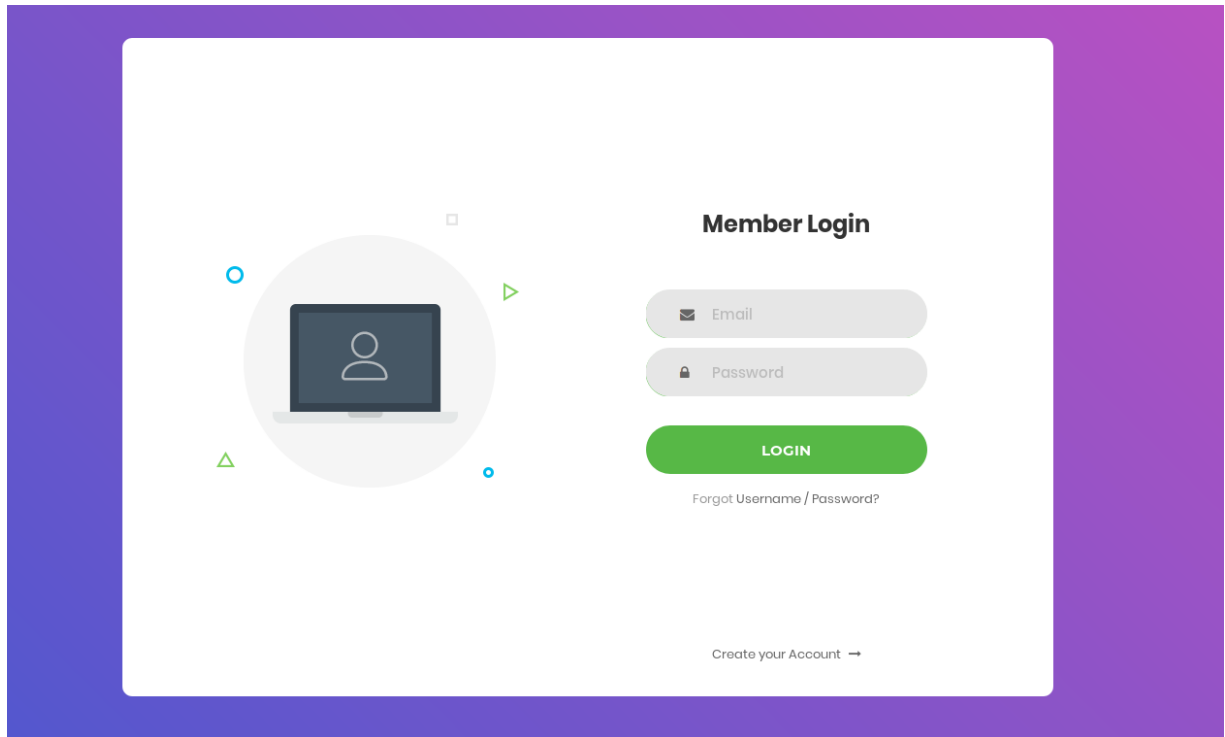 Member Login
Email
Password
LOGIN
Forgot Username / Password?
Create your Account